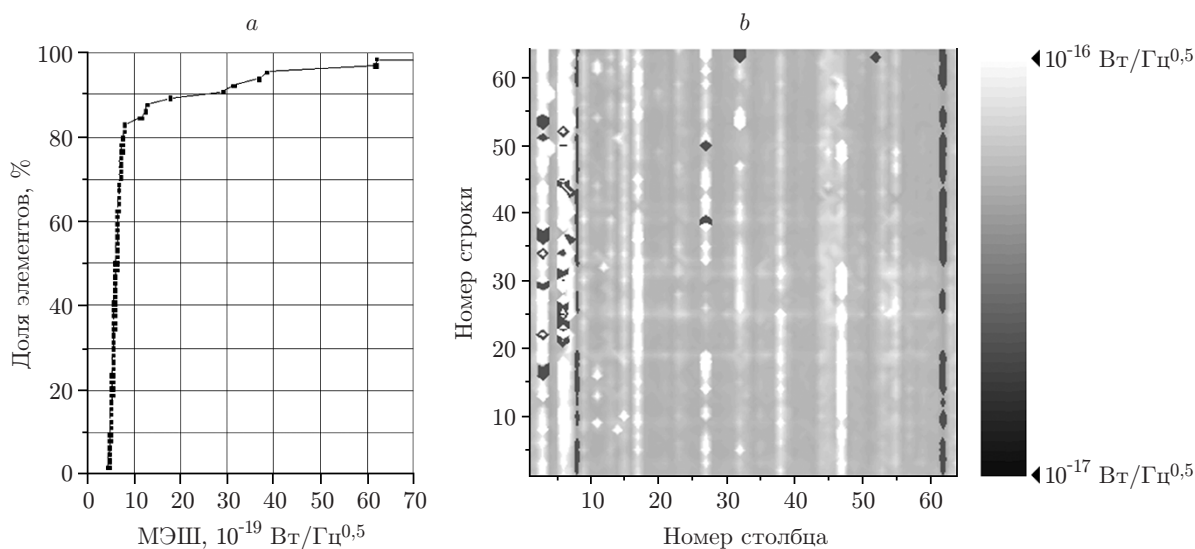 a
100
80
60
40
20
0
Доля элементов, %
0 10 20 30 40 50 60 70
МЭШ, 10⁻¹⁹ Вт/Гц⁰,⁵
b
60
50
40
30
20
10
Номер строки
10 20 30 40 50 60
Номер столбца
10⁻¹⁶ Вт/Гц⁰,⁵
10⁻¹⁷ Вт/Гц⁰,⁵